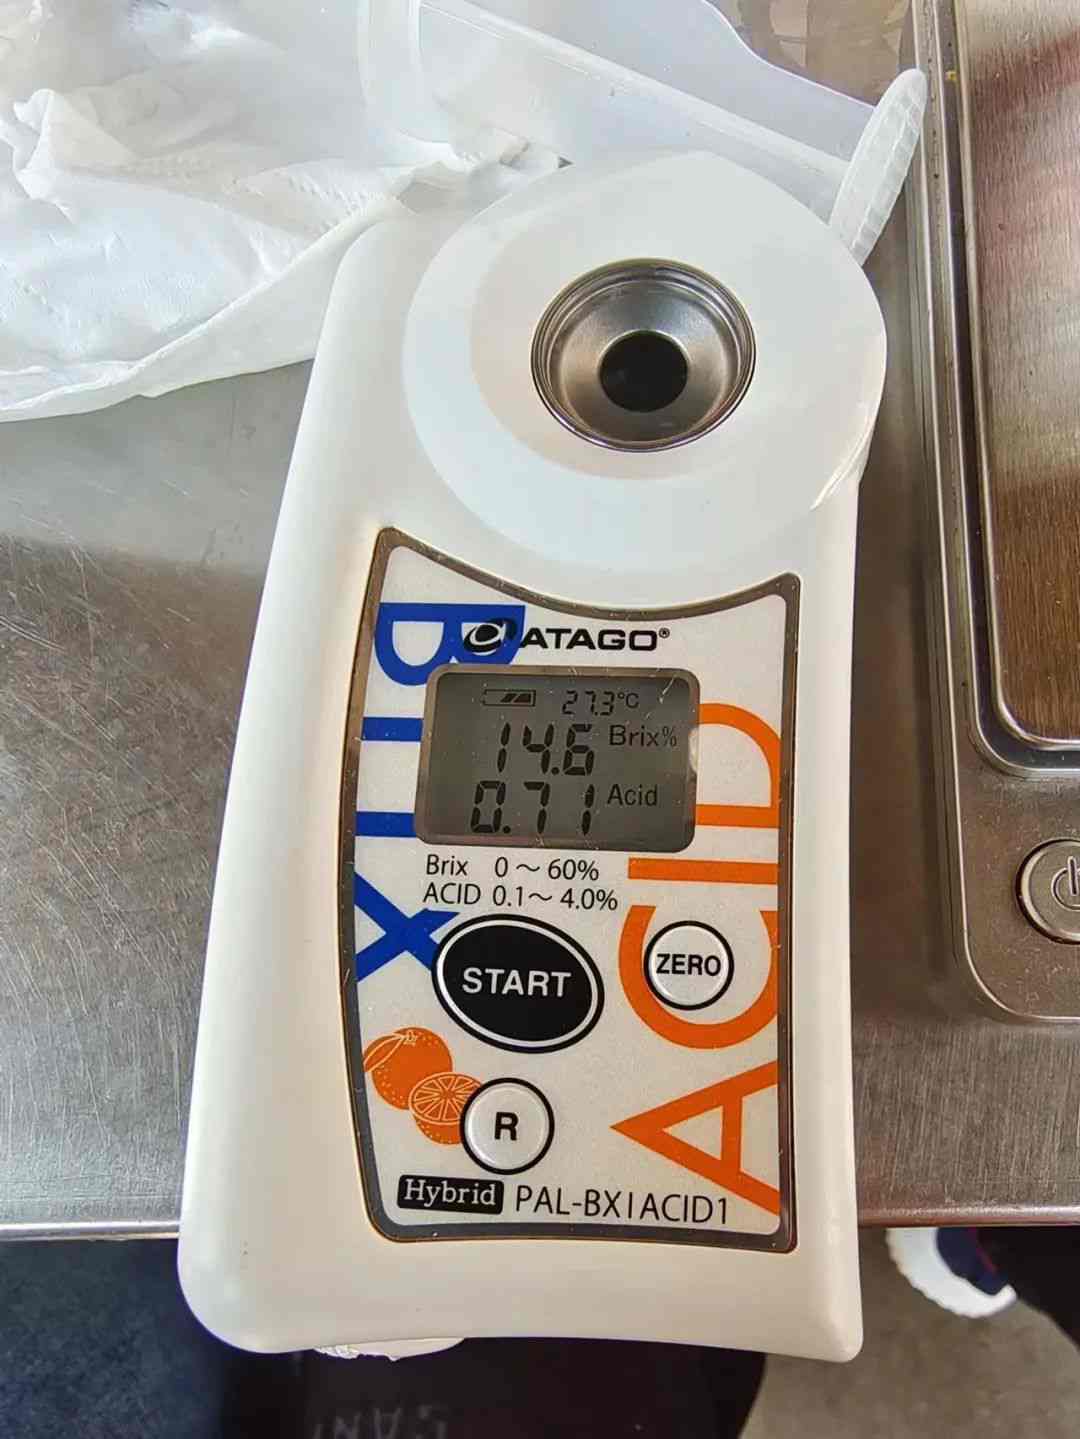 BRIX
ATAGO®
27.3°C
14.6 Brix%
0.71 Acid
Brix 0～60%
ACID 0.1～4.0%
START
ZERO
ACID
R
Hybrid PAL-BX|ACID1